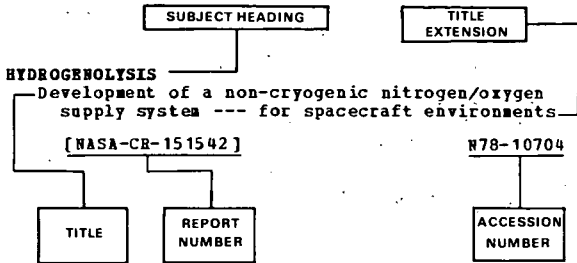 SUBJECT HEADING
TITLE
EXTENSION
HYDROGENOLYSIS
Development of a non-cryogenic nitrogen/oxygen
supply system --- for spacecraft environments
[NASA-CR-151542] N78-10704
TITLE
REPORT
NUMBER
ACCESSION
NUMBER